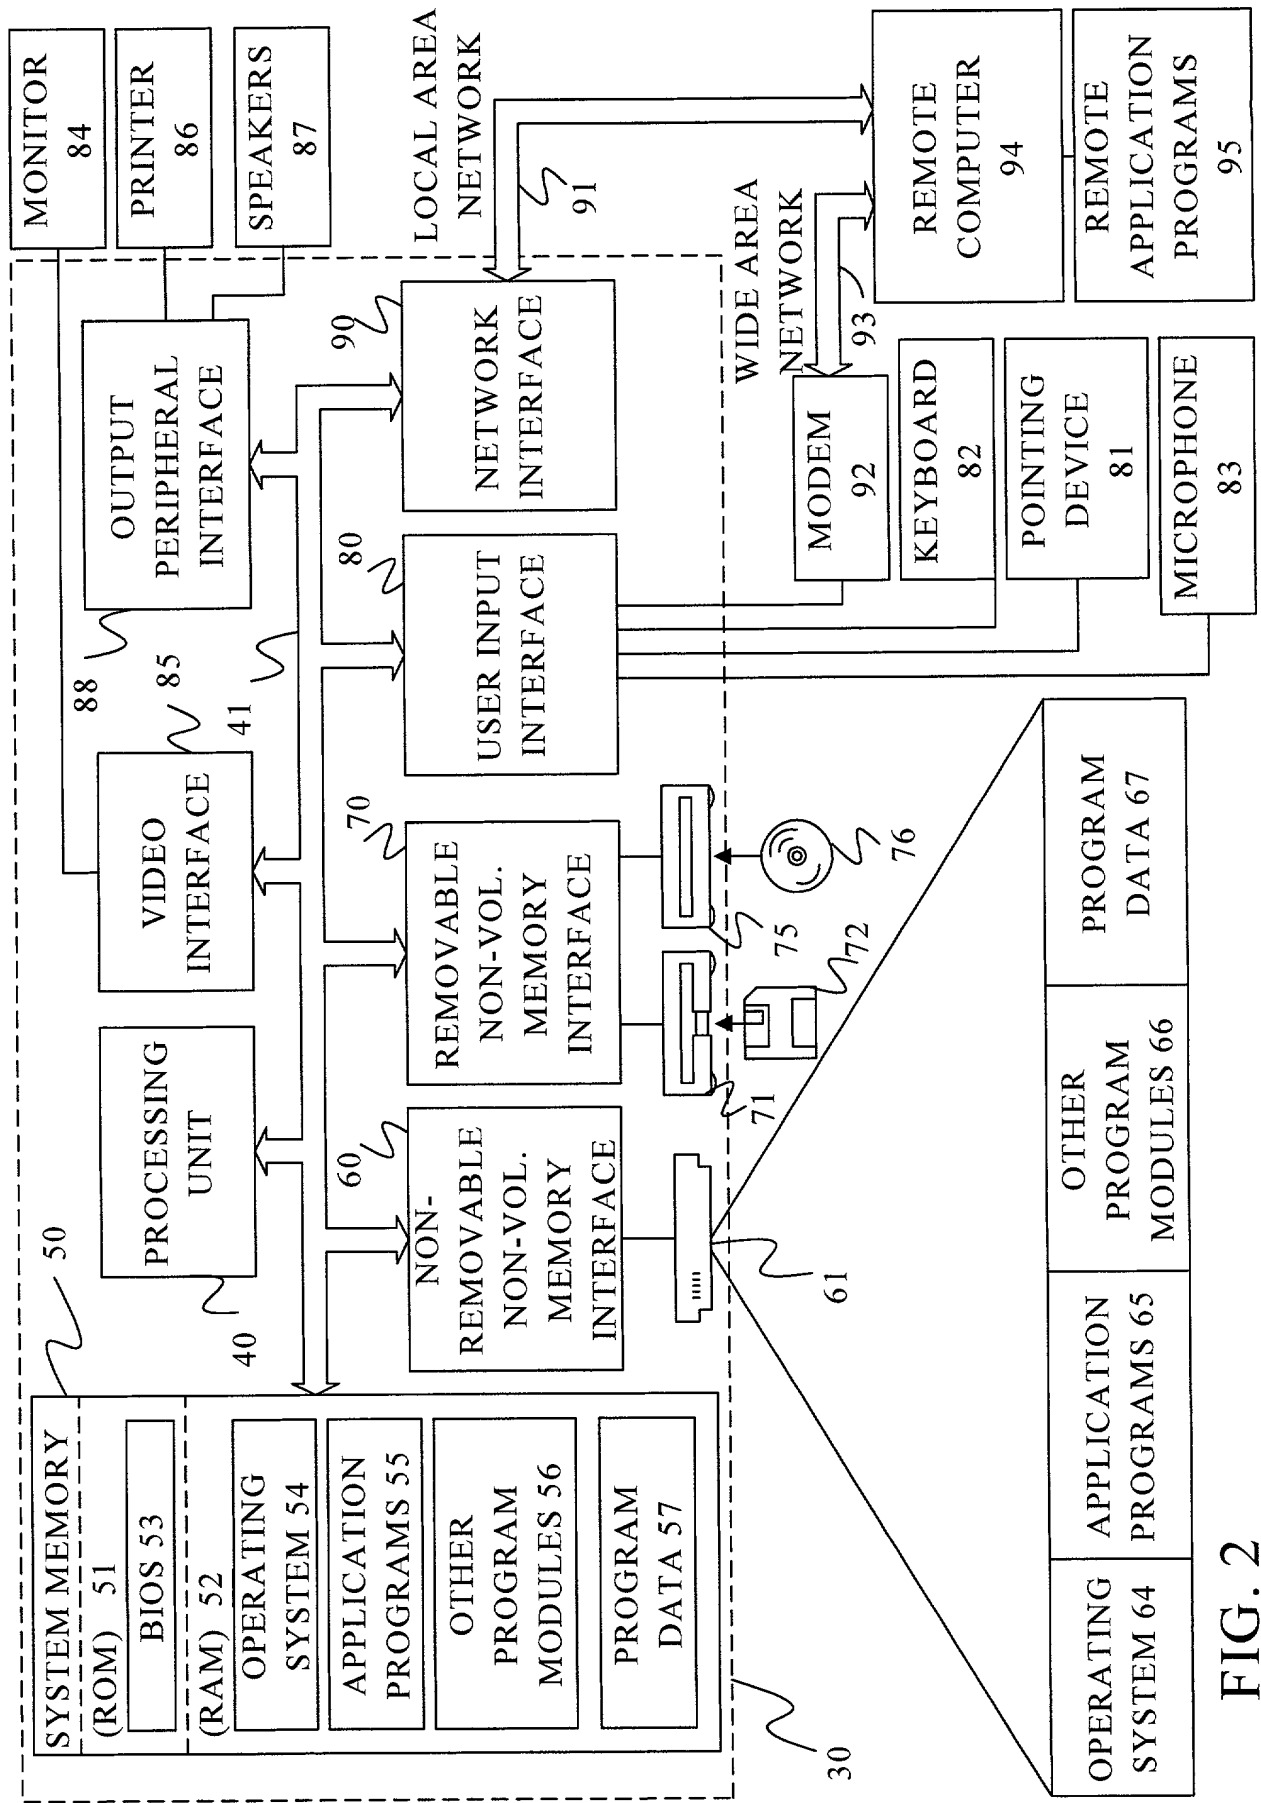 SYSTEM MEMORY
50
(ROM) 51
BIOS 53
(RAM) 52
OPERATING
SYSTEM 54
APPLICATION
PROGRAMS 55
OTHER
PROGRAM
MODULES 56
PROGRAM
DATA 57
30
PROCESSING
UNIT
40
VIDEO
INTERFACE
85
41
OUTPUT
PERIPHERAL
INTERFACE
88
MONITOR
84
PRINTER
86
SPEAKERS
87
NON-
REMOVABLE
NON-VOL.
MEMORY
INTERFACE
60
REMOVABLE
NON-VOL.
MEMORY
INTERFACE
70
USER INPUT
INTERFACE
80
NETWORK
INTERFACE
90
LOCAL AREA
NETWORK
91
61
71
72
75
76
WIDE AREA
NETWORK
93
MODEM
92
KEYBOARD
82
POINTING
DEVICE
81
MICROPHONE
83
REMOTE
COMPUTER
94
REMOTE
APPLICATION
PROGRAMS
95
OPERATING
SYSTEM 64
APPLICATION
PROGRAMS 65
OTHER
PROGRAM
MODULES 66
PROGRAM
DATA 67
FIG. 2